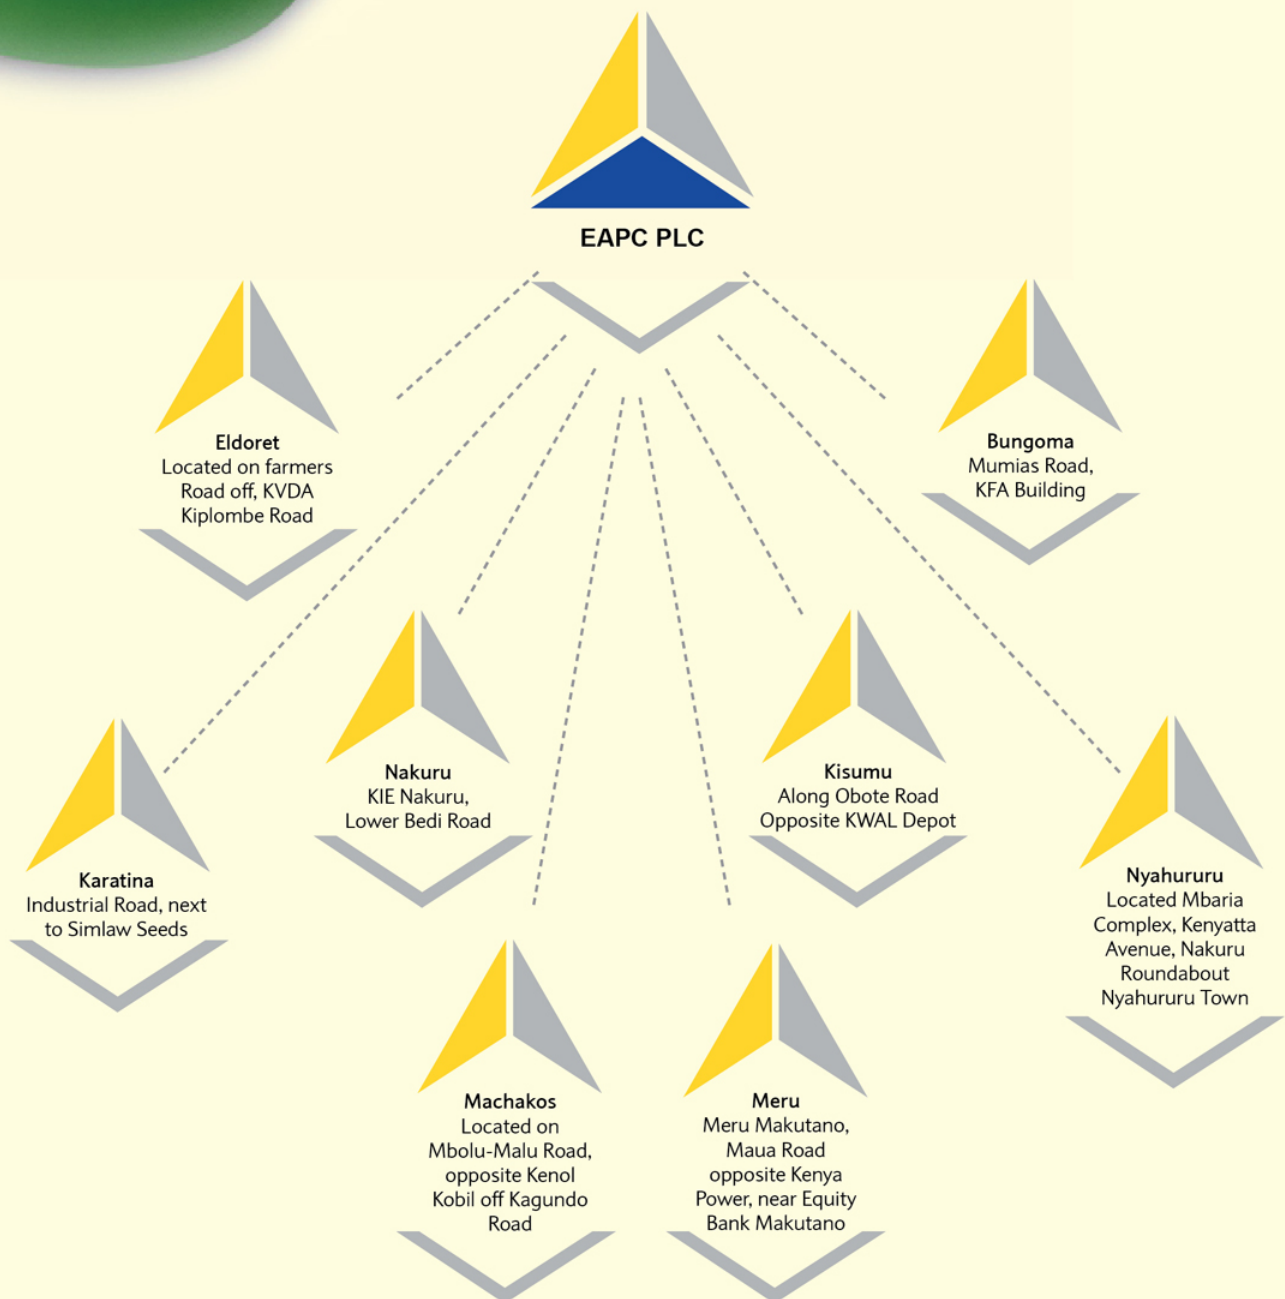 EAPC PLC
Eldoret
Located on farmers
Road off, KVDA
Kiplombe Road
Bungoma
Mumias Road,
KFA Building
Nakuru
KIE Nakuru,
Lower Bedi Road
Kisumu
Along Obote Road
Opposite KWAL Depot
Karatina
Industrial Road, next
to Simlaw Seeds
Nyahururu
Located Mbaria
Complex, Kenyatta
Avenue, Nakuru
Roundabout
Nyahururu Town
Machakos
Located on
Mbolu-Malu Road,
opposite Kenol
Kobil off Kagundo
Road
Meru
Meru Makutano,
Maua Road
opposite Kenya
Power, near Equity
Bank Makutano